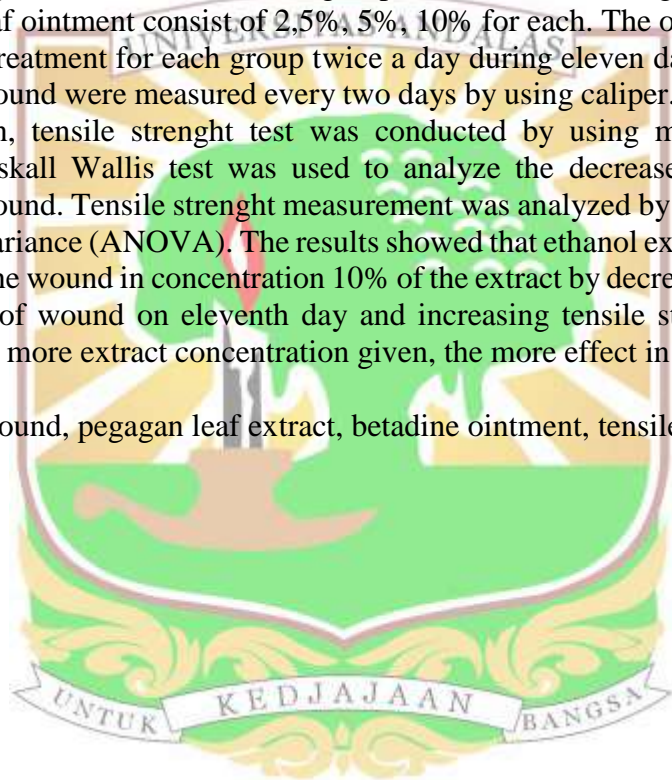 af ointment consist of 2,5%, 5%, 10% for each. The o
UNIVERSITAS ANDALAS
reatment for each group twice a day during eleven da
ound were measured every two days by using caliper.
n, tensile strenght test was conducted by using m
skall Wallis test was used to analyze the decrease
ound. Tensile strenght measurement was analyzed by
ariance (ANOVA). The results showed that ethanol ex
ne wound in concentration 10% of the extract by decre
of wound on eleventh day and increasing tensile s
more extract concentration given, the more effect in
ound, pegagan leaf extract, betadine ointment, tensile
UNTUK KEDJAJAAN BANGSA